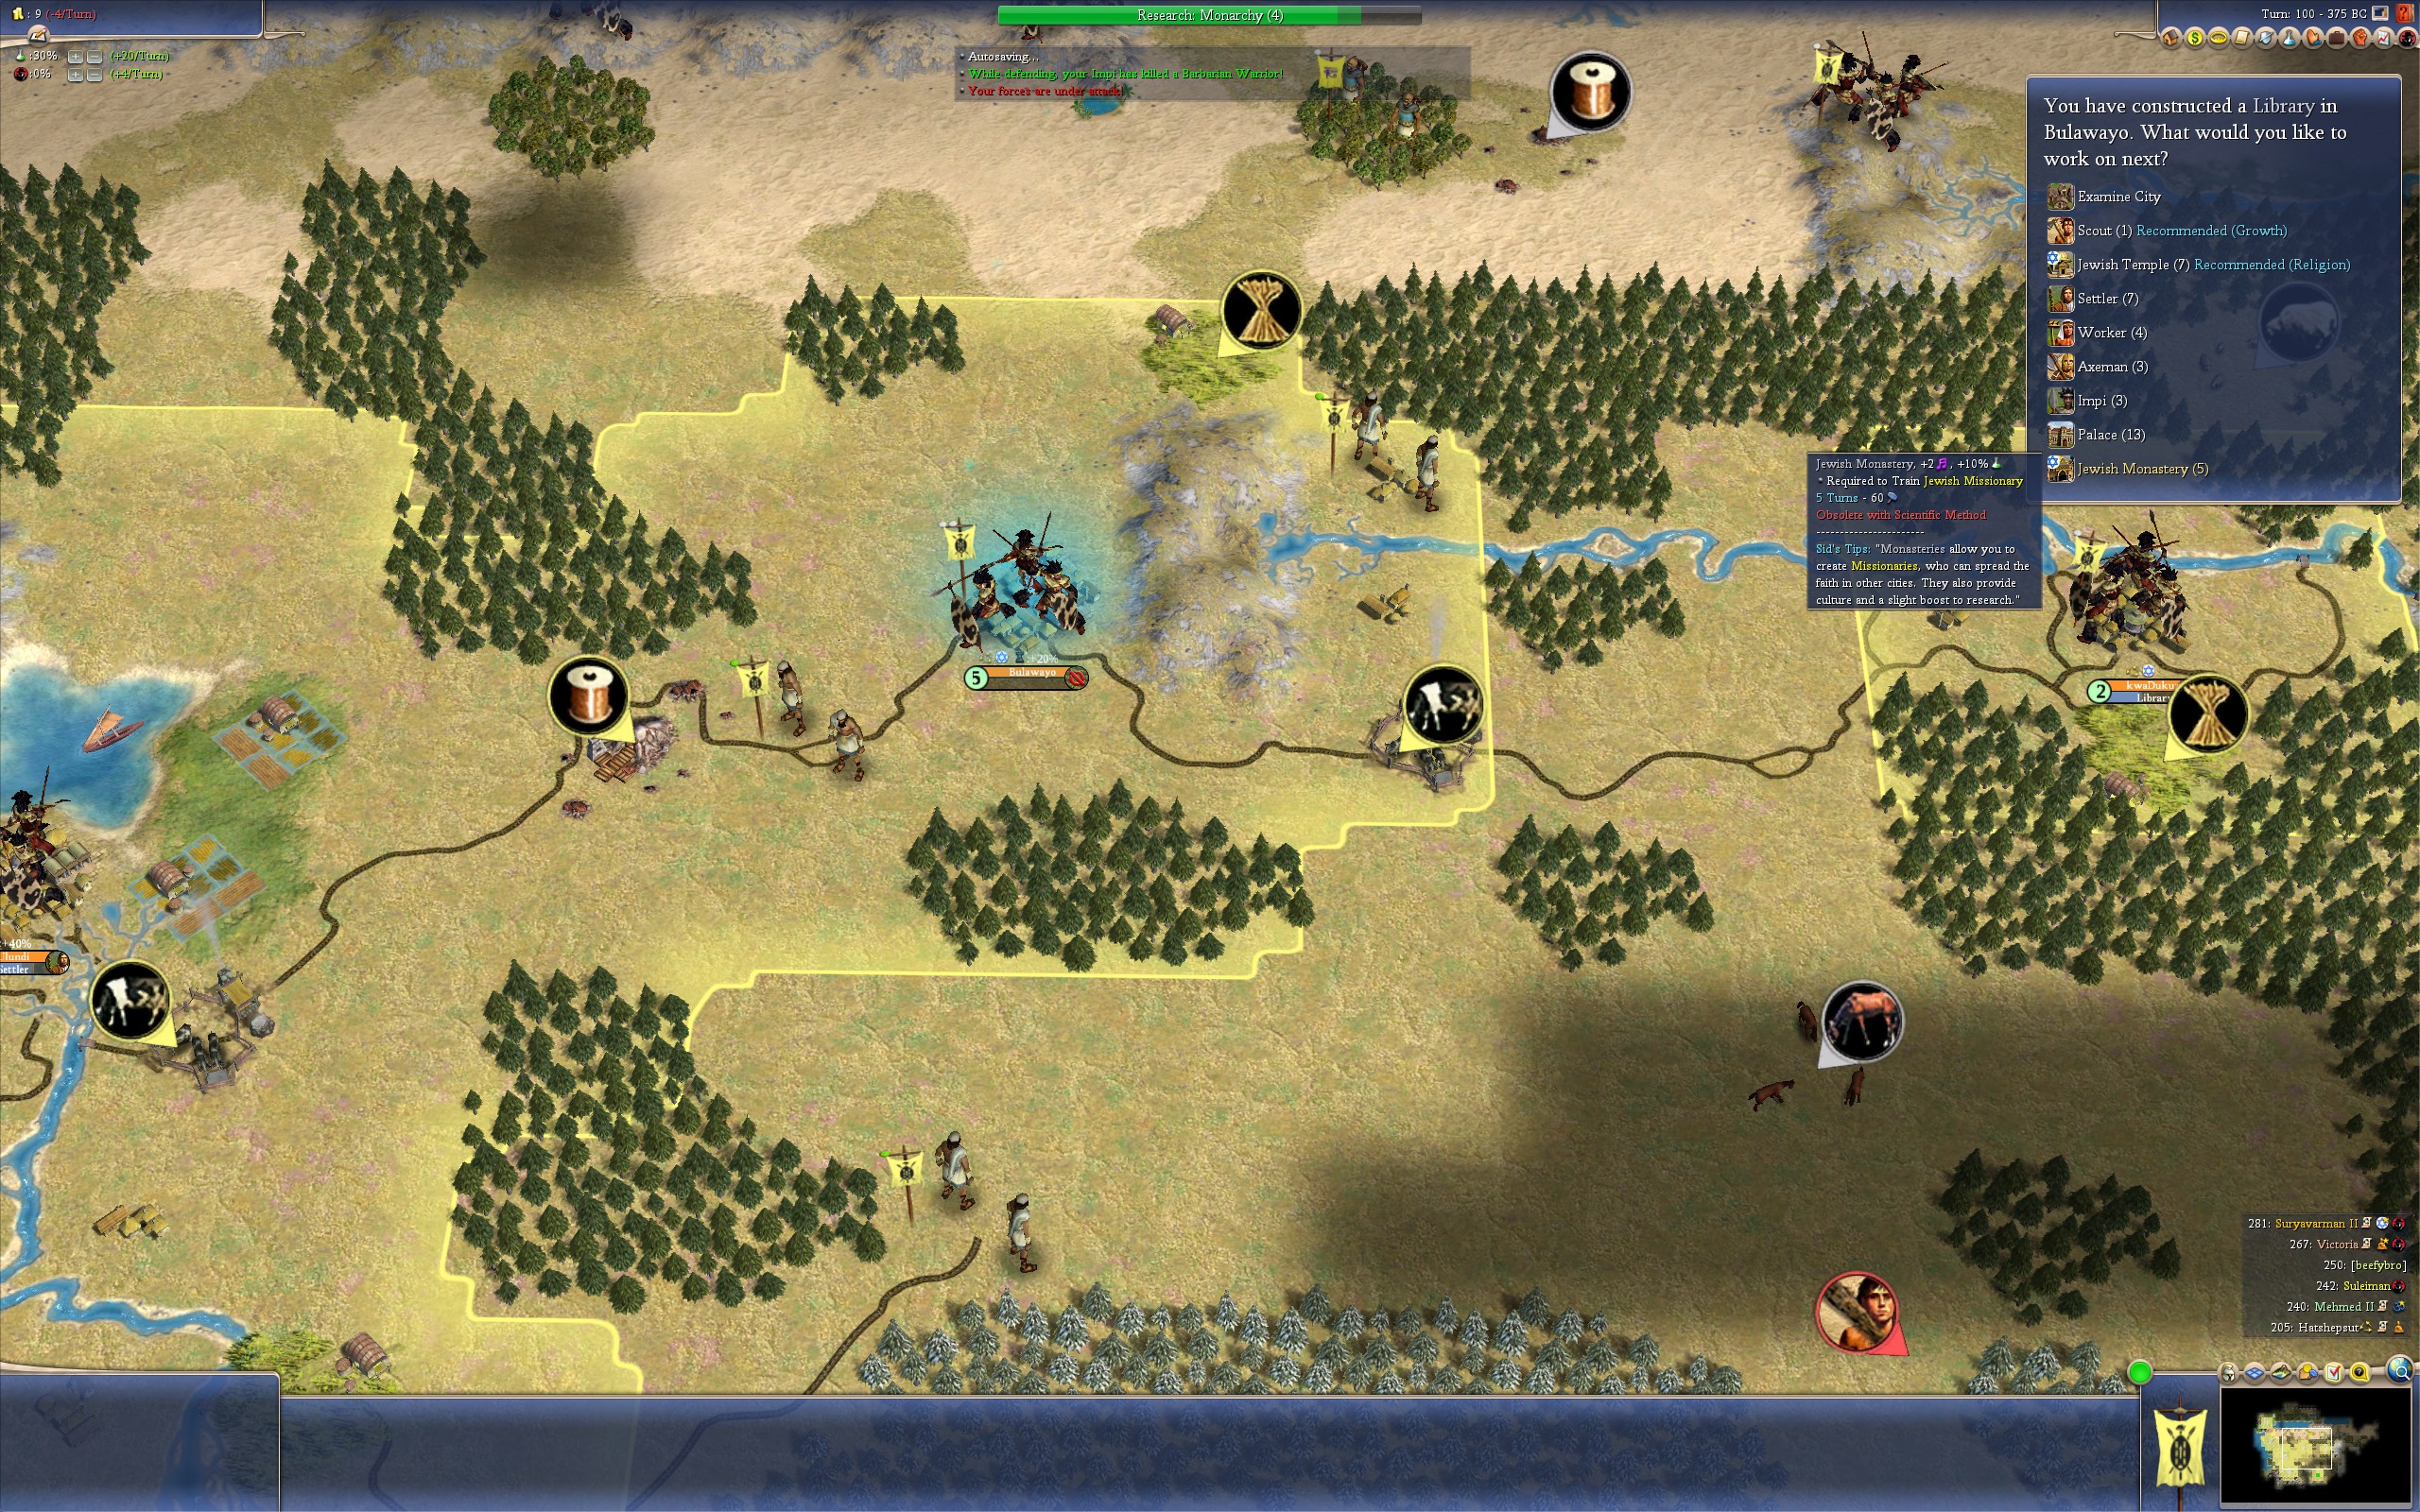 : 9 (-4/Turn)
:30% (+20/Turn)
:0% (+4/Turn)
Research: Monarchy (4)
Autosaving...
While defending, your Impi has killed a Barbarian Warrior!
Your forces are under attack!
Turn: 100 - 375 BC
You have constructed a Library in
Bulawayo. What would you like to
work on next?
Examine City
Scout (1) Recommended (Growth)
Jewish Temple (7) Recommended (Religion)
Settler (7)
Worker (4)
Axeman (3)
Impi (3)
Palace (13)
Jewish Monastery (5)
Jewish Monastery, +2, +10%
* Required to Train Jewish Missionary
5 Turns - 60
Obsolete with Scientific Method
-----------------------
Sid's Tips: "Monasteries allow you to
create Missionaries, who can spread the
faith in other cities. They also provide
culture and a slight boost to research."
:+20%
5 Bulawayo
2 kwaDuku
Library
:+40%
Ulundi
Settler
281: Suryavarman II
267: Victoria
250: [beefybro]
242: Suleiman
240: Mehmed II
205: Hatshepsut